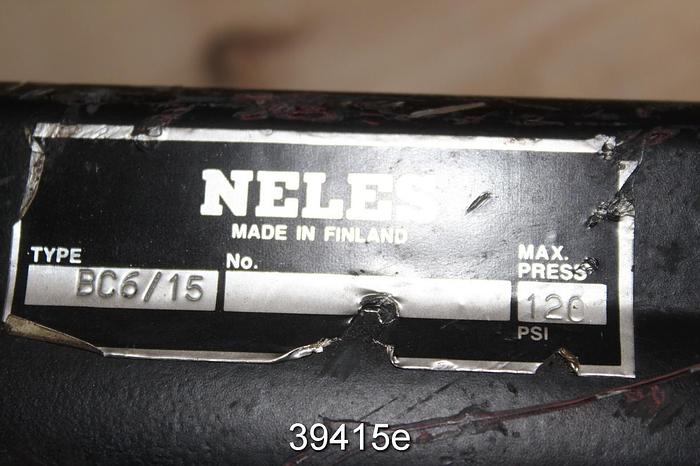 NELES
MADE IN FINLAND
TYPE
BC6/15
No.
MAX.
PRESS
120
PSI
39415e